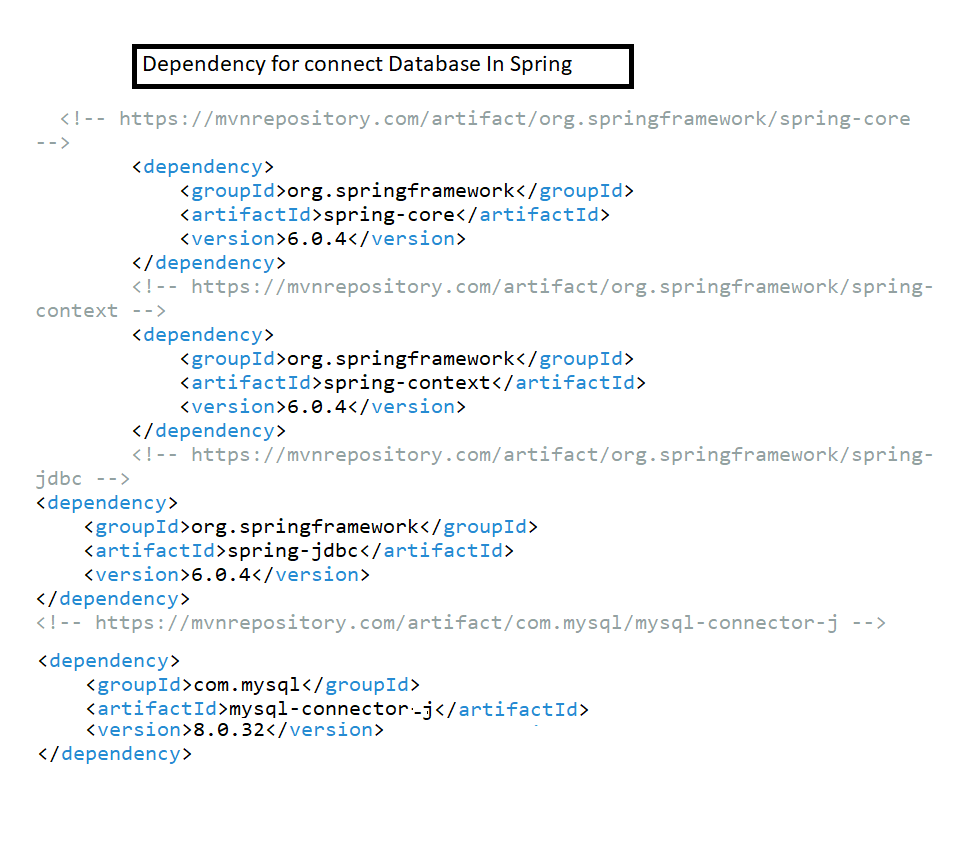 Dependency for connect Database In Spring
<!-- https://mvnrepository.com/artifact/org.springframework/spring-core
-->
<dependency>
<groupId>org.springframework</groupId>
<artifactId>spring-core</artifactId>
<version>6.0.4</version>
</dependency>
<!-- https://mvnrepository.com/artifact/org.springframework/spring-
context -->
<dependency>
<groupId>org.springframework</groupId>
<artifactId>spring-context</artifactId>
<version>6.0.4</version>
</dependency>
<!-- https://mvnrepository.com/artifact/org.springframework/spring-
jdbc -->
<dependency>
<groupId>org.springframework</groupId>
<artifactId>spring-jdbc</artifactId>
<version>6.0.4</version>
</dependency>
<!-- https://mvnrepository.com/artifact/com.mysql/mysql-connector-j -->
<dependency>
<groupId>com.mysql</groupId>
<artifactId>mysql-connector-j</artifactId>
<version>8.0.32</version>
</dependency>